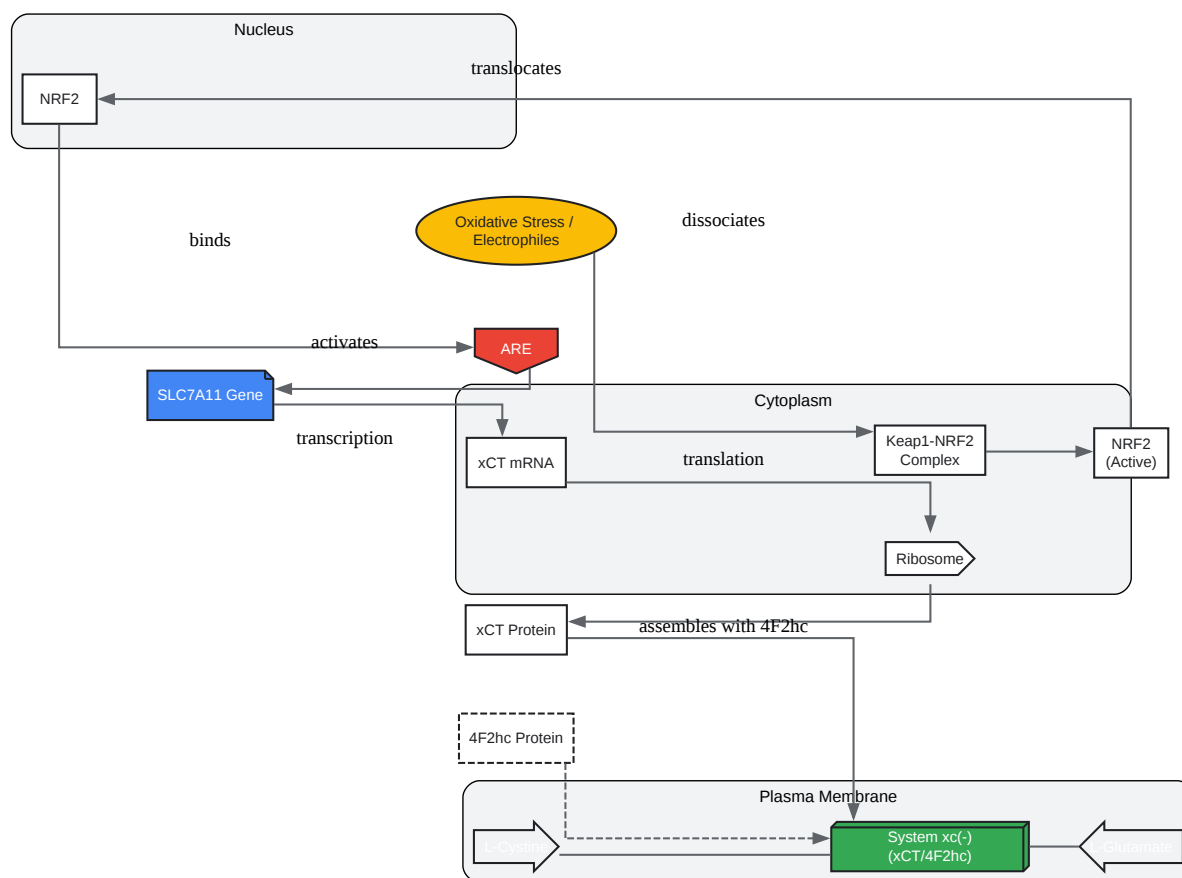 Nucleus
translocates
NRF2
Oxidative Stress /
Electrophiles
dissociates
binds
activates
ARE
SLC7A11 Gene
Cytoplasm
transcription
xCT mRNA
translation
Keap1-NRF2
Complex
NRF2
(Active)
Ribosome
xCT Protein
assembles with 4F2hc
4F2hc Protein
Plasma Membrane
L-Cystine
System xc(-)
(xCT/4F2hc)
L-Glutamate